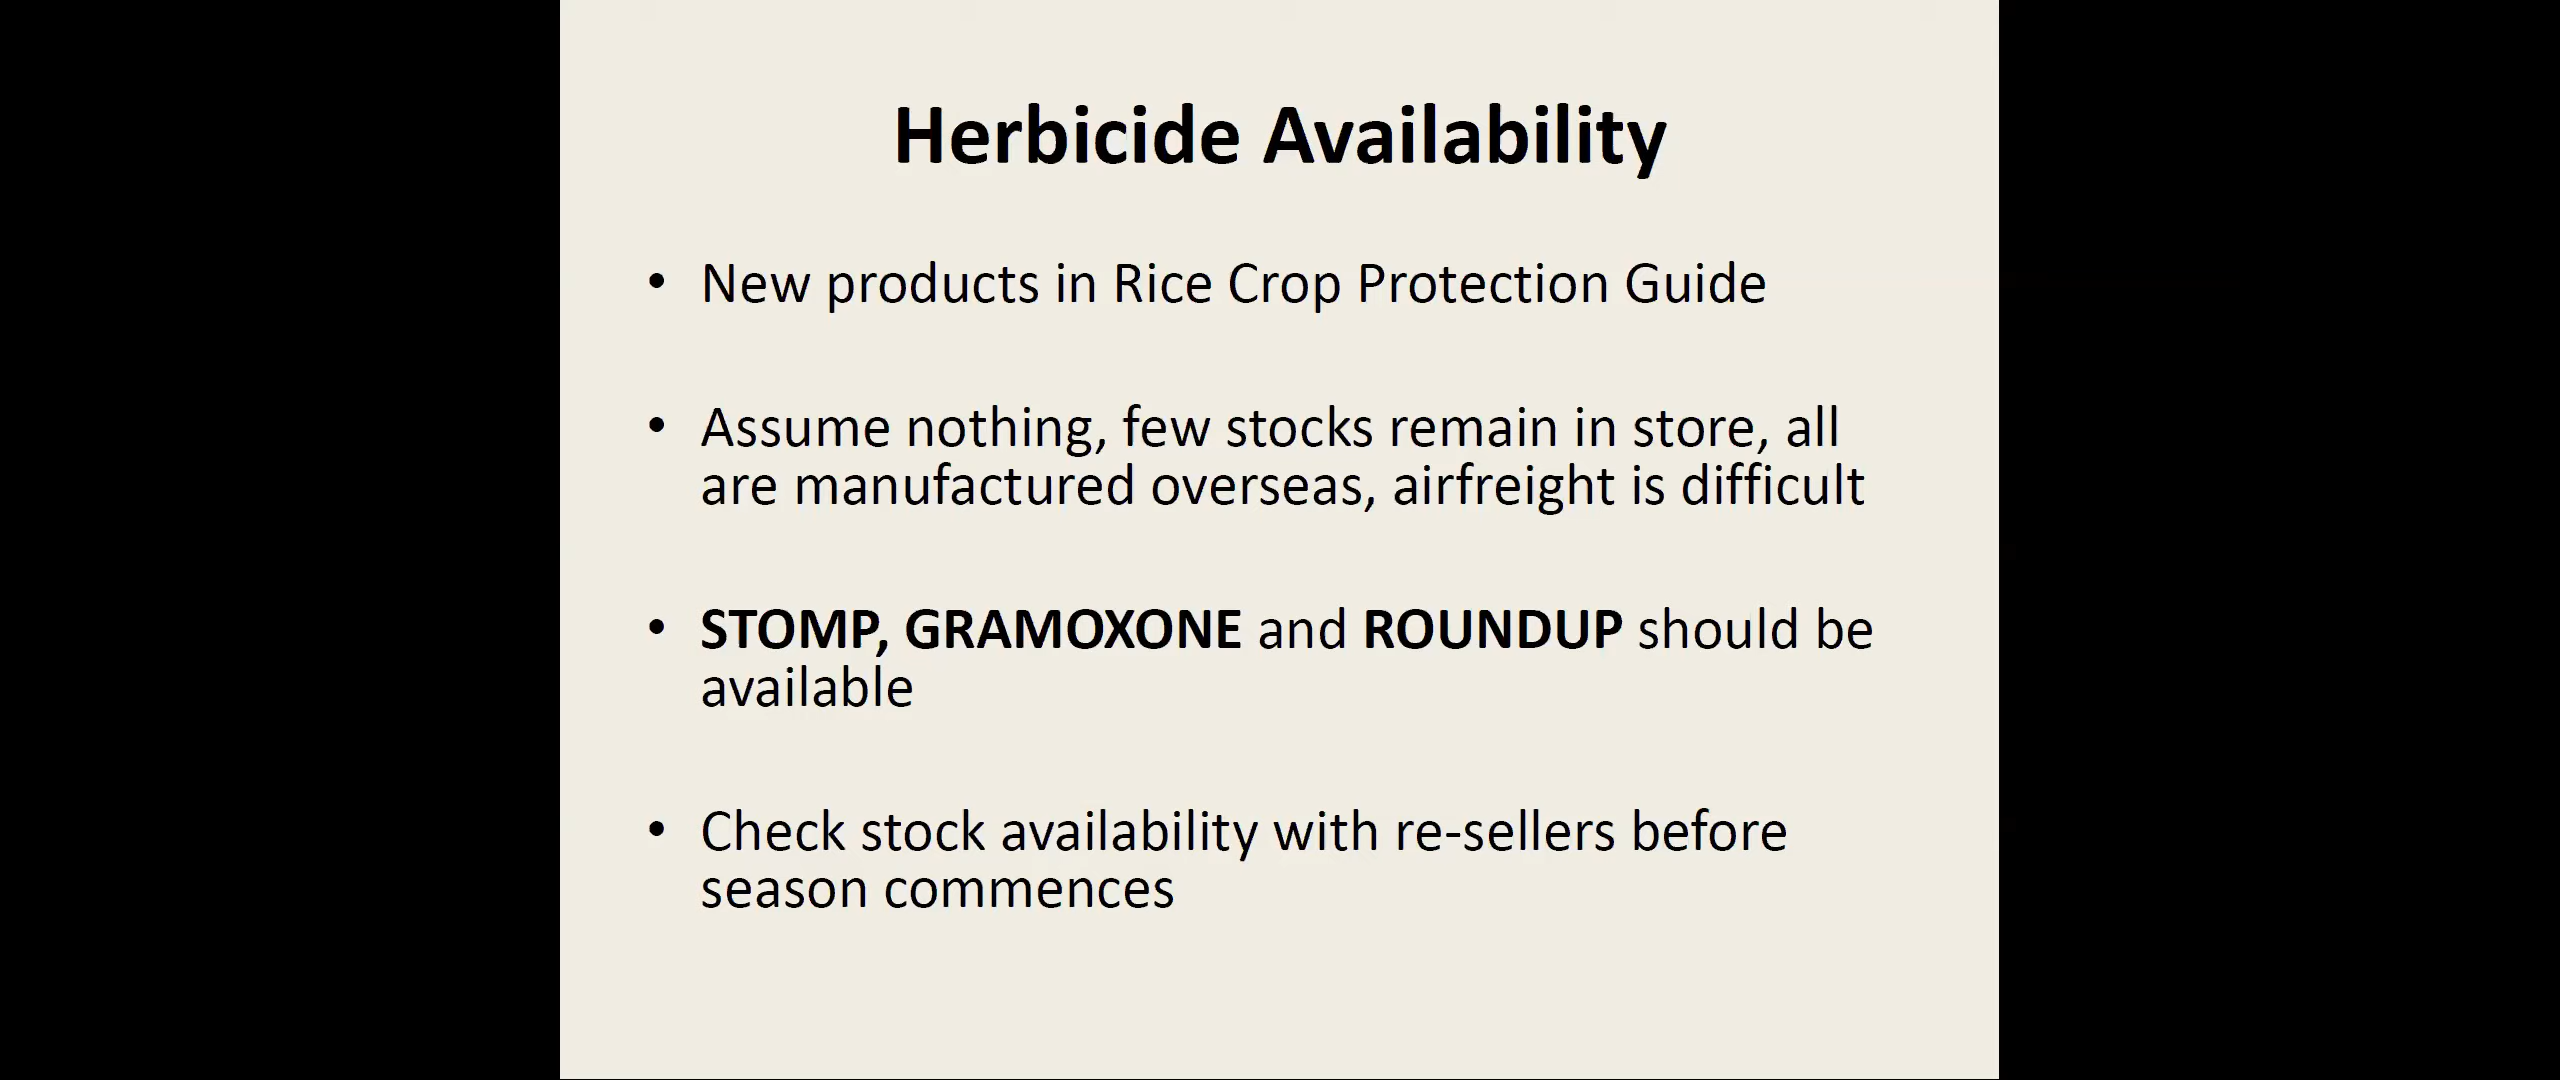 Herbicide Availability
• New products in Rice Crop Protection Guide
• Assume nothing, few stocks remain in store, all
are manufactured overseas, airfreight is difficult
• STOMP, GRAMOXONE and ROUNDUP should be
available
• Check stock availability with re-sellers before
season commences